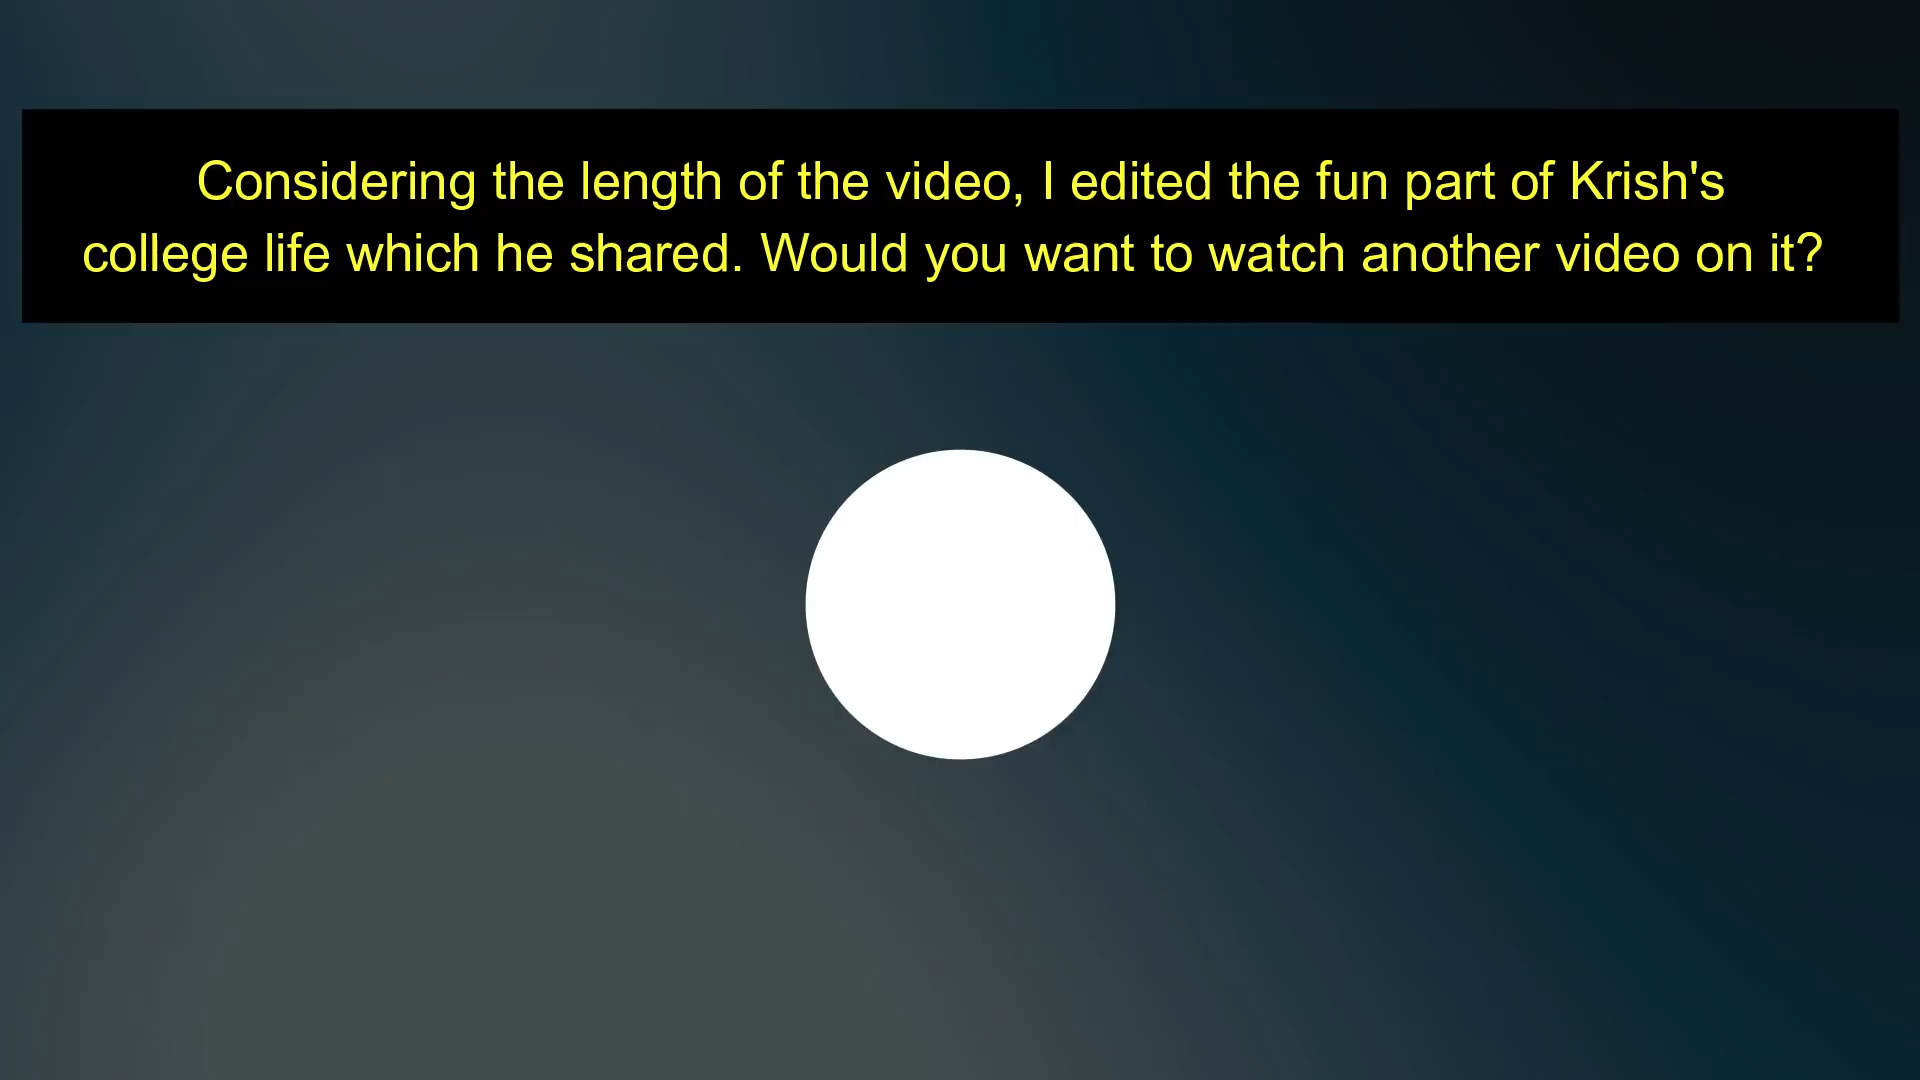 Considering the length of the video, I edited the fun part of Krish's
college life which he shared. Would you want to watch another video on it?